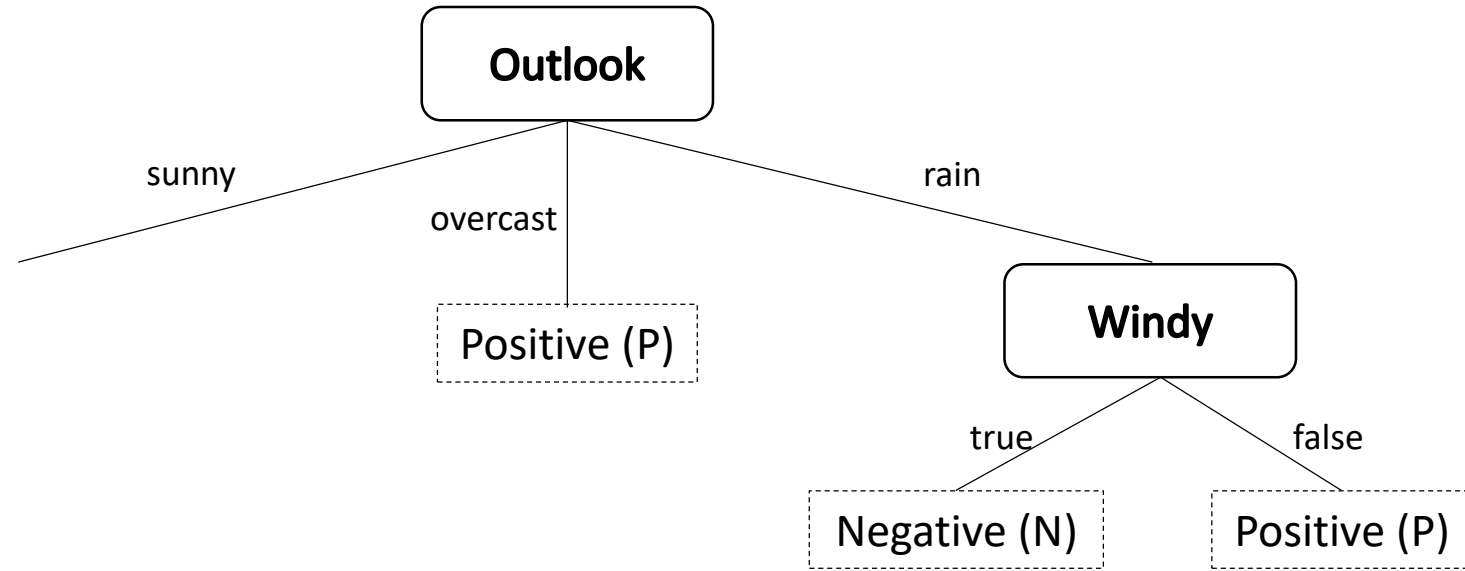 Outlook
sunny
rain
overcast
Positive (P)
Windy
true
false
Negative (N)
Positive (P)